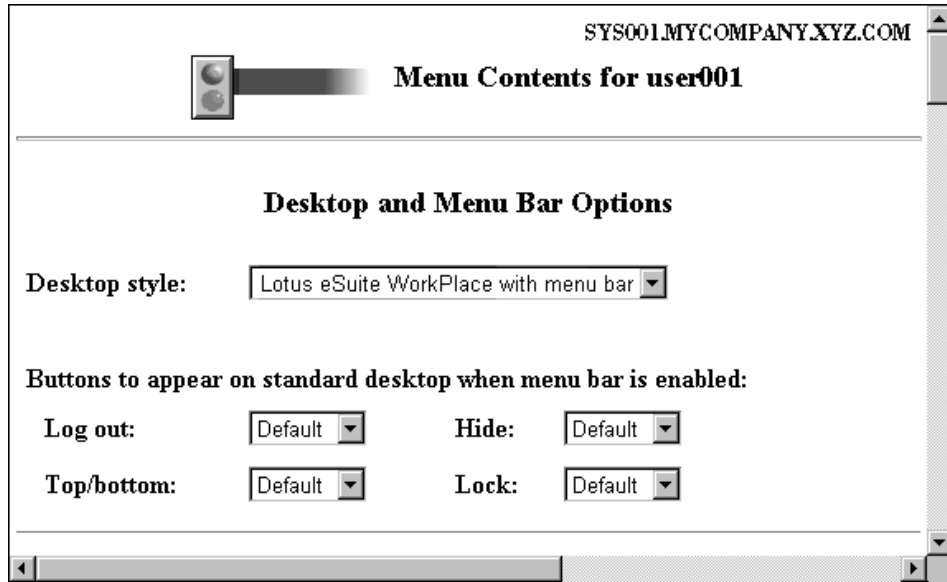 SYS001.MYCOMPANY.XYZ.COM
Menu Contents for user001
Desktop and Menu Bar Options
Desktop style: Lotus eSuite WorkPlace with menu bar
Buttons to appear on standard desktop when menu bar is enabled:
Log out: Default Hide: Default
Top/bottom: Default Lock: Default